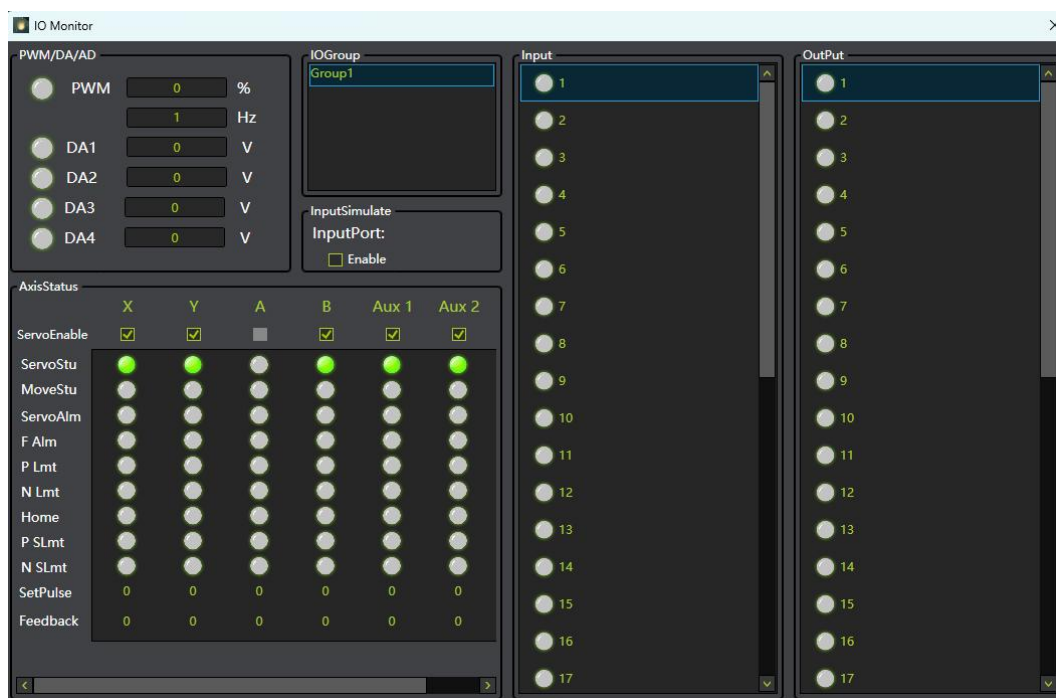 IO Monitor
PWM/DA/AD
PWM 0 %
1 Hz
DA1 0 V
DA2 0 V
DA3 0 V
DA4 0 V
IOGroup
Group1
InputSimulate
InputPort:
Enable
AxisStatus
X Y A B Aux 1 Aux 2
ServoEnable
ServoStu
MoveStu
ServoAlm
F Alm
P Lmt
N Lmt
Home
P SLmt
N SLmt
SetPulse 0 0 0 0 0 0
Feedback 0 0 0 0 0 0
Input
1
2
3
4
5
6
7
8
9
10
11
12
13
14
15
16
17
OutPut
1
2
3
4
5
6
7
8
9
10
11
12
13
14
15
16
17